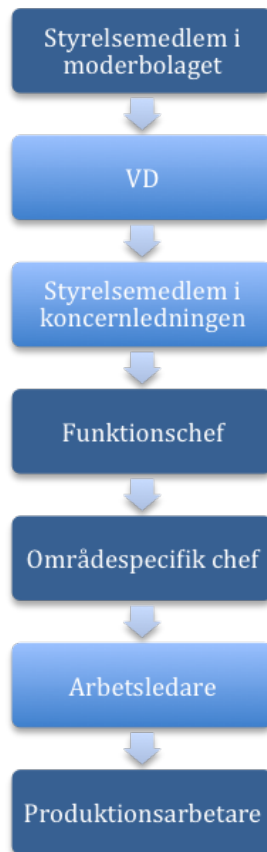 Styrelsemedlem i
moderbolaget
VD
Styrelsemedlem i
koncernledningen
Funktionschef
Områdespecifik chef
Arbetsledare
Produktionsarbetare